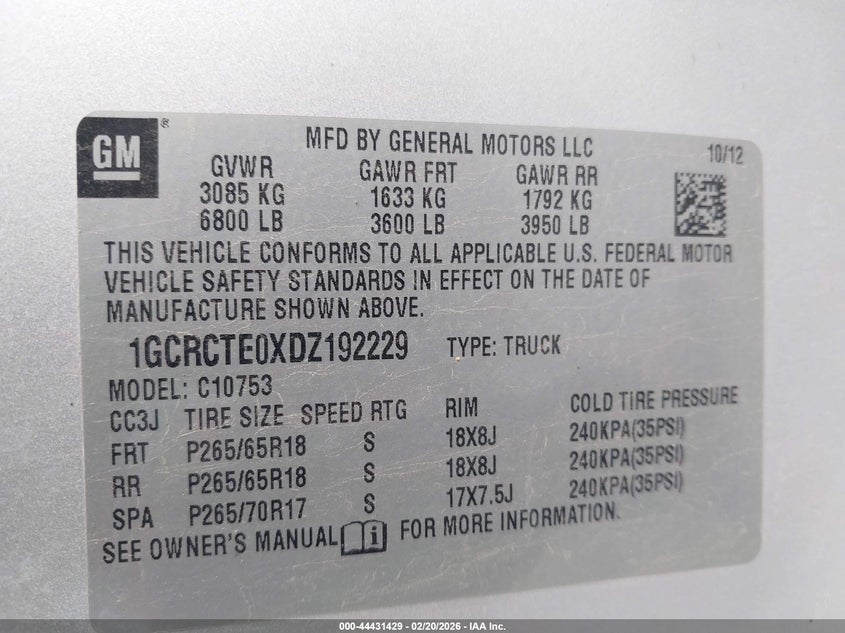 GM
MFD BY GENERAL MOTORS LLC 10/12
GVWR GAWR FRT GAWR RR
3085 KG 1633 KG 1792 KG
6800 LB 3600 LB 3950 LB
THIS VEHICLE CONFORMS TO ALL APPLICABLE U.S. FEDERAL MOTOR
VEHICLE SAFETY STANDARDS IN EFFECT ON THE DATE OF
MANUFACTURE SHOWN ABOVE.
1GCRCTE0XDZ192229 TYPE: TRUCK
MODEL: C10753
CC3J TIRE SIZE SPEED RTG RIM COLD TIRE PRESSURE
FRT P265/65R18 S 18X8J 240KPA(35PSI)
RR P265/65R18 S 18X8J 240KPA(35PSI)
SPA P265/70R17 S 17X7.5J 240KPA(35PSI)
SEE OWNER'S MANUAL i FOR MORE INFORMATION.
000-44431429 - 02/20/2026 - IAA Inc.